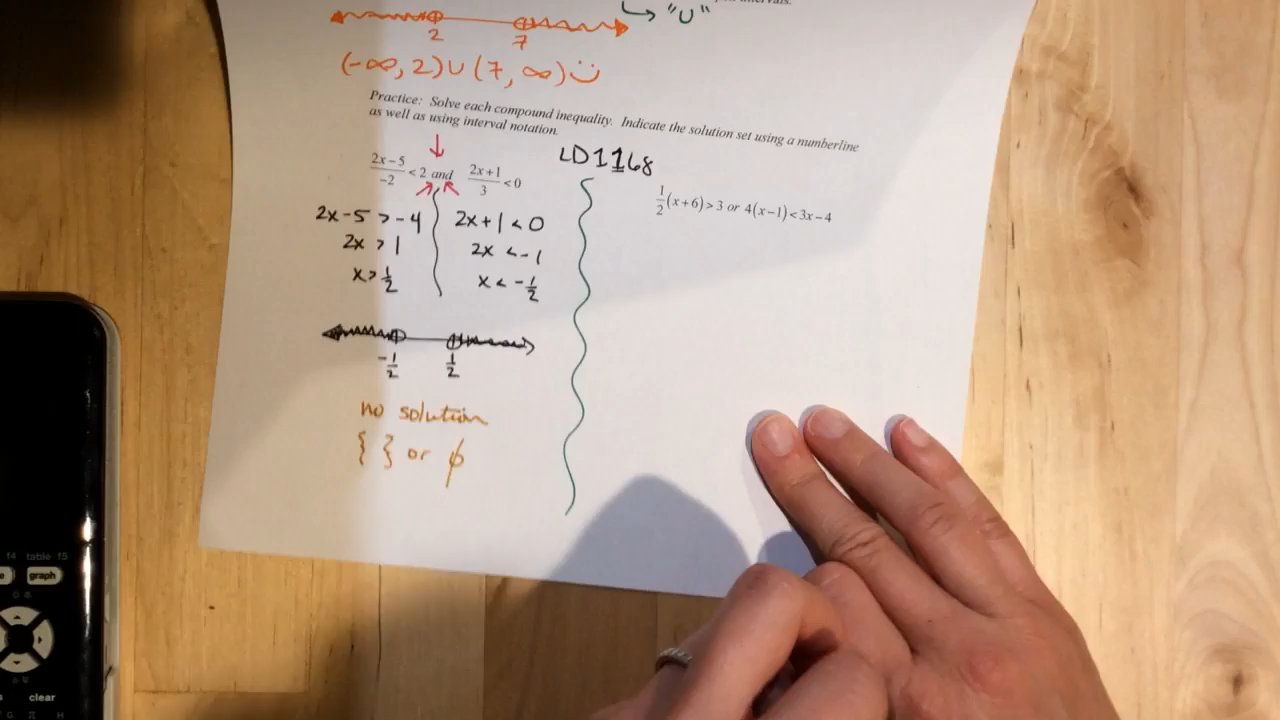 "U"
2 7
(-∞, 2) ∪ (7, ∞)
Practice: Solve each compound inequality. Indicate the solution set using a numberline
as well as using interval notation.
LD1168
(2x-5)/-2 < 2 and (2x+1)/3 < 0
2x-5 > -4
2x > 1
x > 1/2
2x+1 < 0
2x < -1
x < -1/2
-1/2 1/2
no solution
{ } or ϕ
1/2(x+6) > 3 or 4(x-1) < 3x-4
f4 table f5
graph
clear